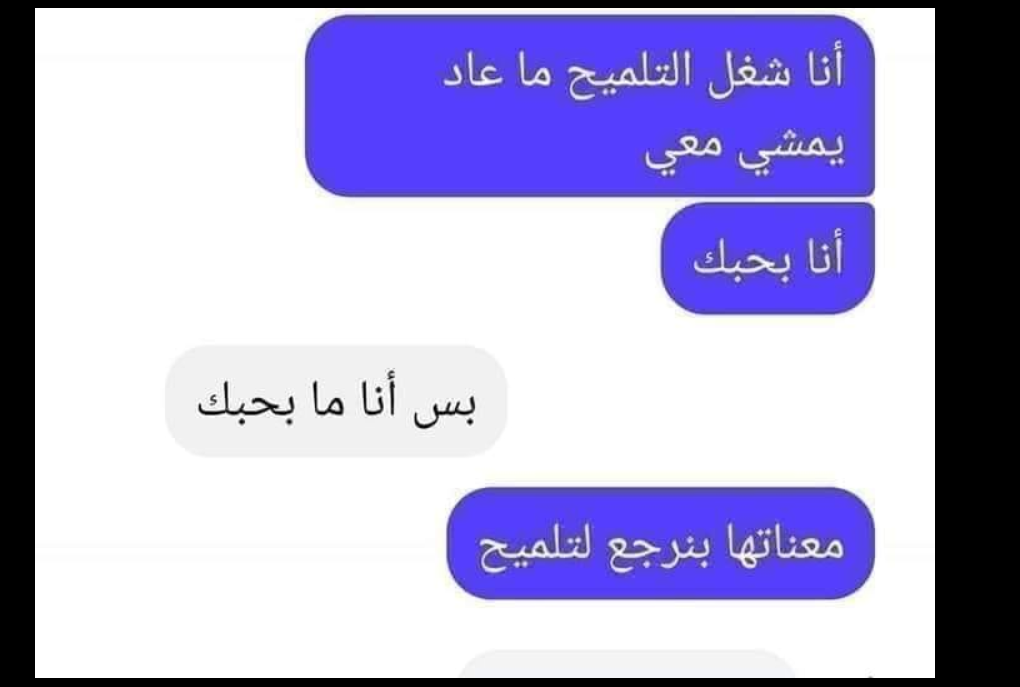 أنا شغل التلميح ما عاد
يمشي معي
أنا بحبك
بس أنا ما بحبك
معناتها بنرجع لتلميح